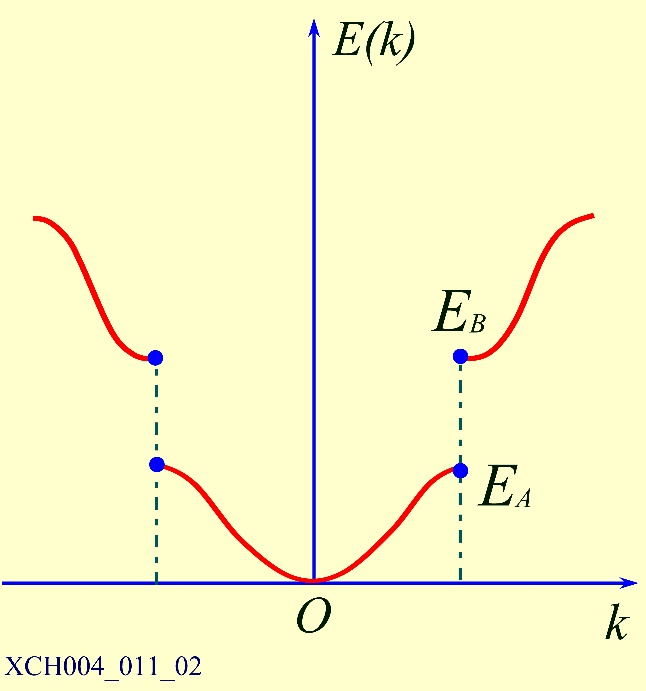 E(k)
E_B
E_A
O
k
XCH004_011_02